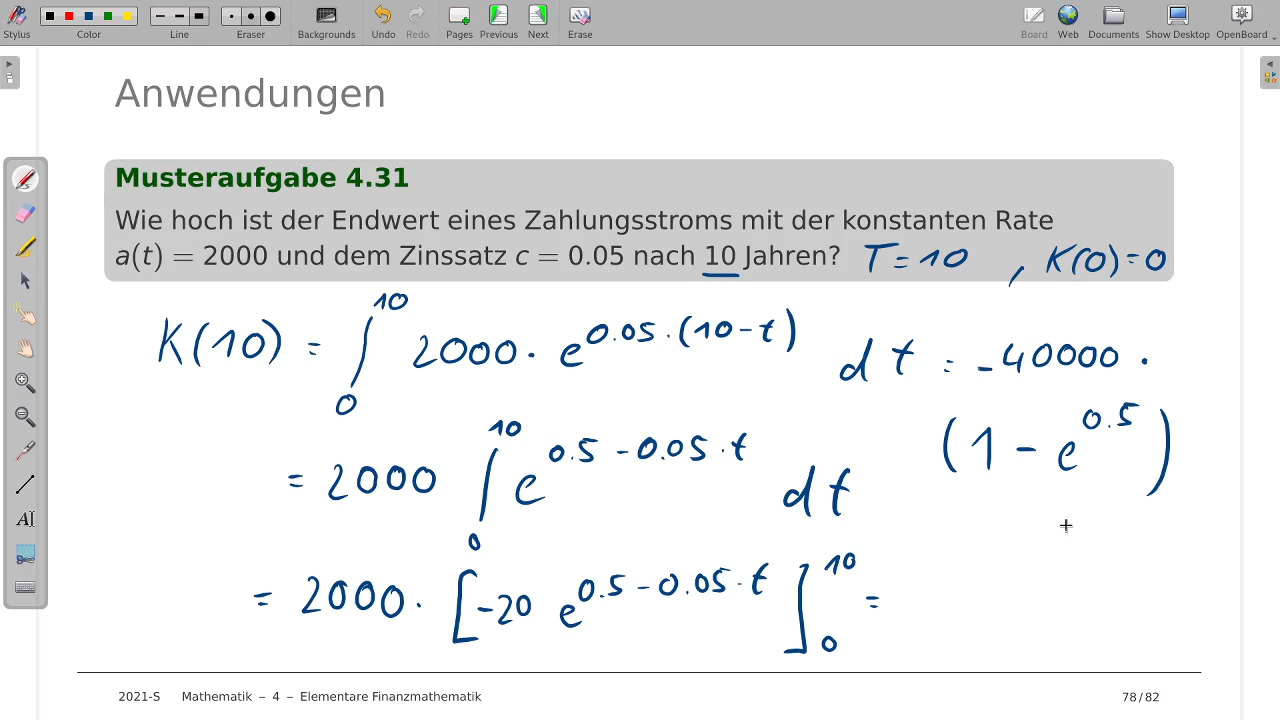 Stylus Color Line Eraser Backgrounds Undo Redo Pages Previous Next Erase Board Web Documents Show Desktop OpenBoard
Anwendungen
Musteraufgabe 4.31
Wie hoch ist der Endwert eines Zahlungsstroms mit der konstanten Rate
a(t) = 2000 und dem Zinssatz c = 0.05 nach 10 Jahren? T = 10 , K(0) = 0
K(10) = ∫₀¹⁰ 2000 · e^{0.05 · (10 - t)} dt = -40000 ·
(1 - e^{0.5})
= 2000 ∫₀¹⁰ e^{0.5 - 0.05 · t} dt
= 2000 · [-20 e^{0.5 - 0.05 · t}]₀¹⁰ =
AI
2021-S Mathematik – 4 – Elementare Finanzmathematik 78/82